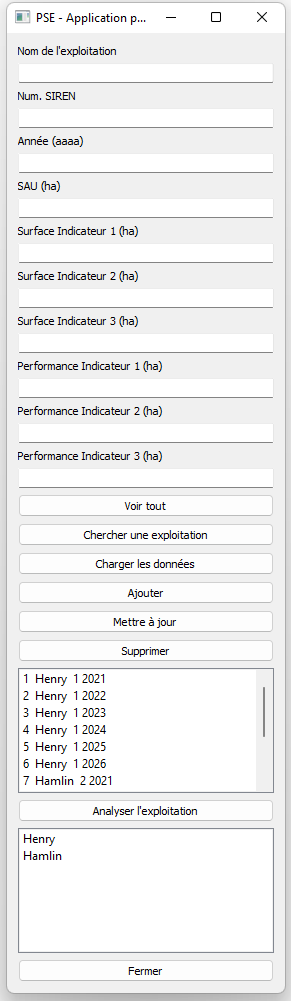 PSE - Application p...
Nom de l'exploitation
Num. SIREN
Année (aaaa)
SAU (ha)
Surface Indicateur 1 (ha)
Surface Indicateur 2 (ha)
Surface Indicateur 3 (ha)
Performance Indicateur 1 (ha)
Performance Indicateur 2 (ha)
Performance Indicateur 3 (ha)
Voir tout
Chercher une exploitation
Charger les données
Ajouter
Mettre à jour
Supprimer
1 Henry 1 2021
2 Henry 1 2022
3 Henry 1 2023
4 Henry 1 2024
5 Henry 1 2025
6 Henry 1 2026
7 Hamlin 2 2021
Analyser l'exploitation
Henry
Hamlin
Fermer